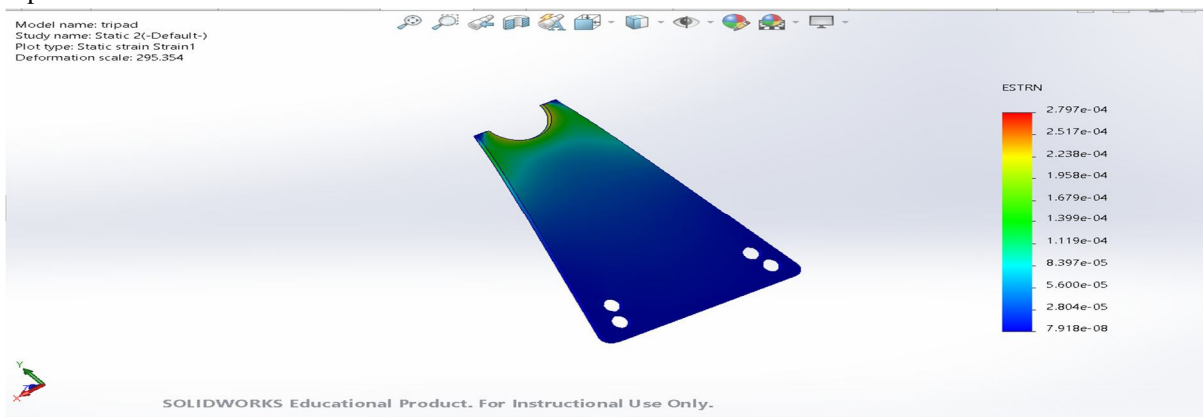 Model name: tripad
Study name: Static 2(-Default-)
Plot type: Static strain Strain1
Deformation scale: 295.354
ESTRN
2.797e-04
2.517e-04
2.238e-04
1.958e-04
1.679e-04
1.399e-04
1.119e-04
8.397e-05
5.600e-05
2.804e-05
7.918e-08
Y
Z
X
SOLIDWORKS Educational Product. For Instructional Use Only.